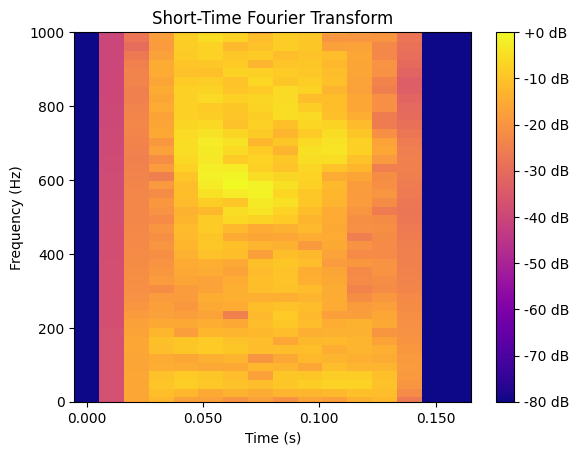 Short-Time Fourier Transform
1000
800
600
400
200
0
Frequency (Hz)
0.000
0.050
0.100
0.150
Time (s)
+0 dB
-10 dB
-20 dB
-30 dB
-40 dB
-50 dB
-60 dB
-70 dB
-80 dB